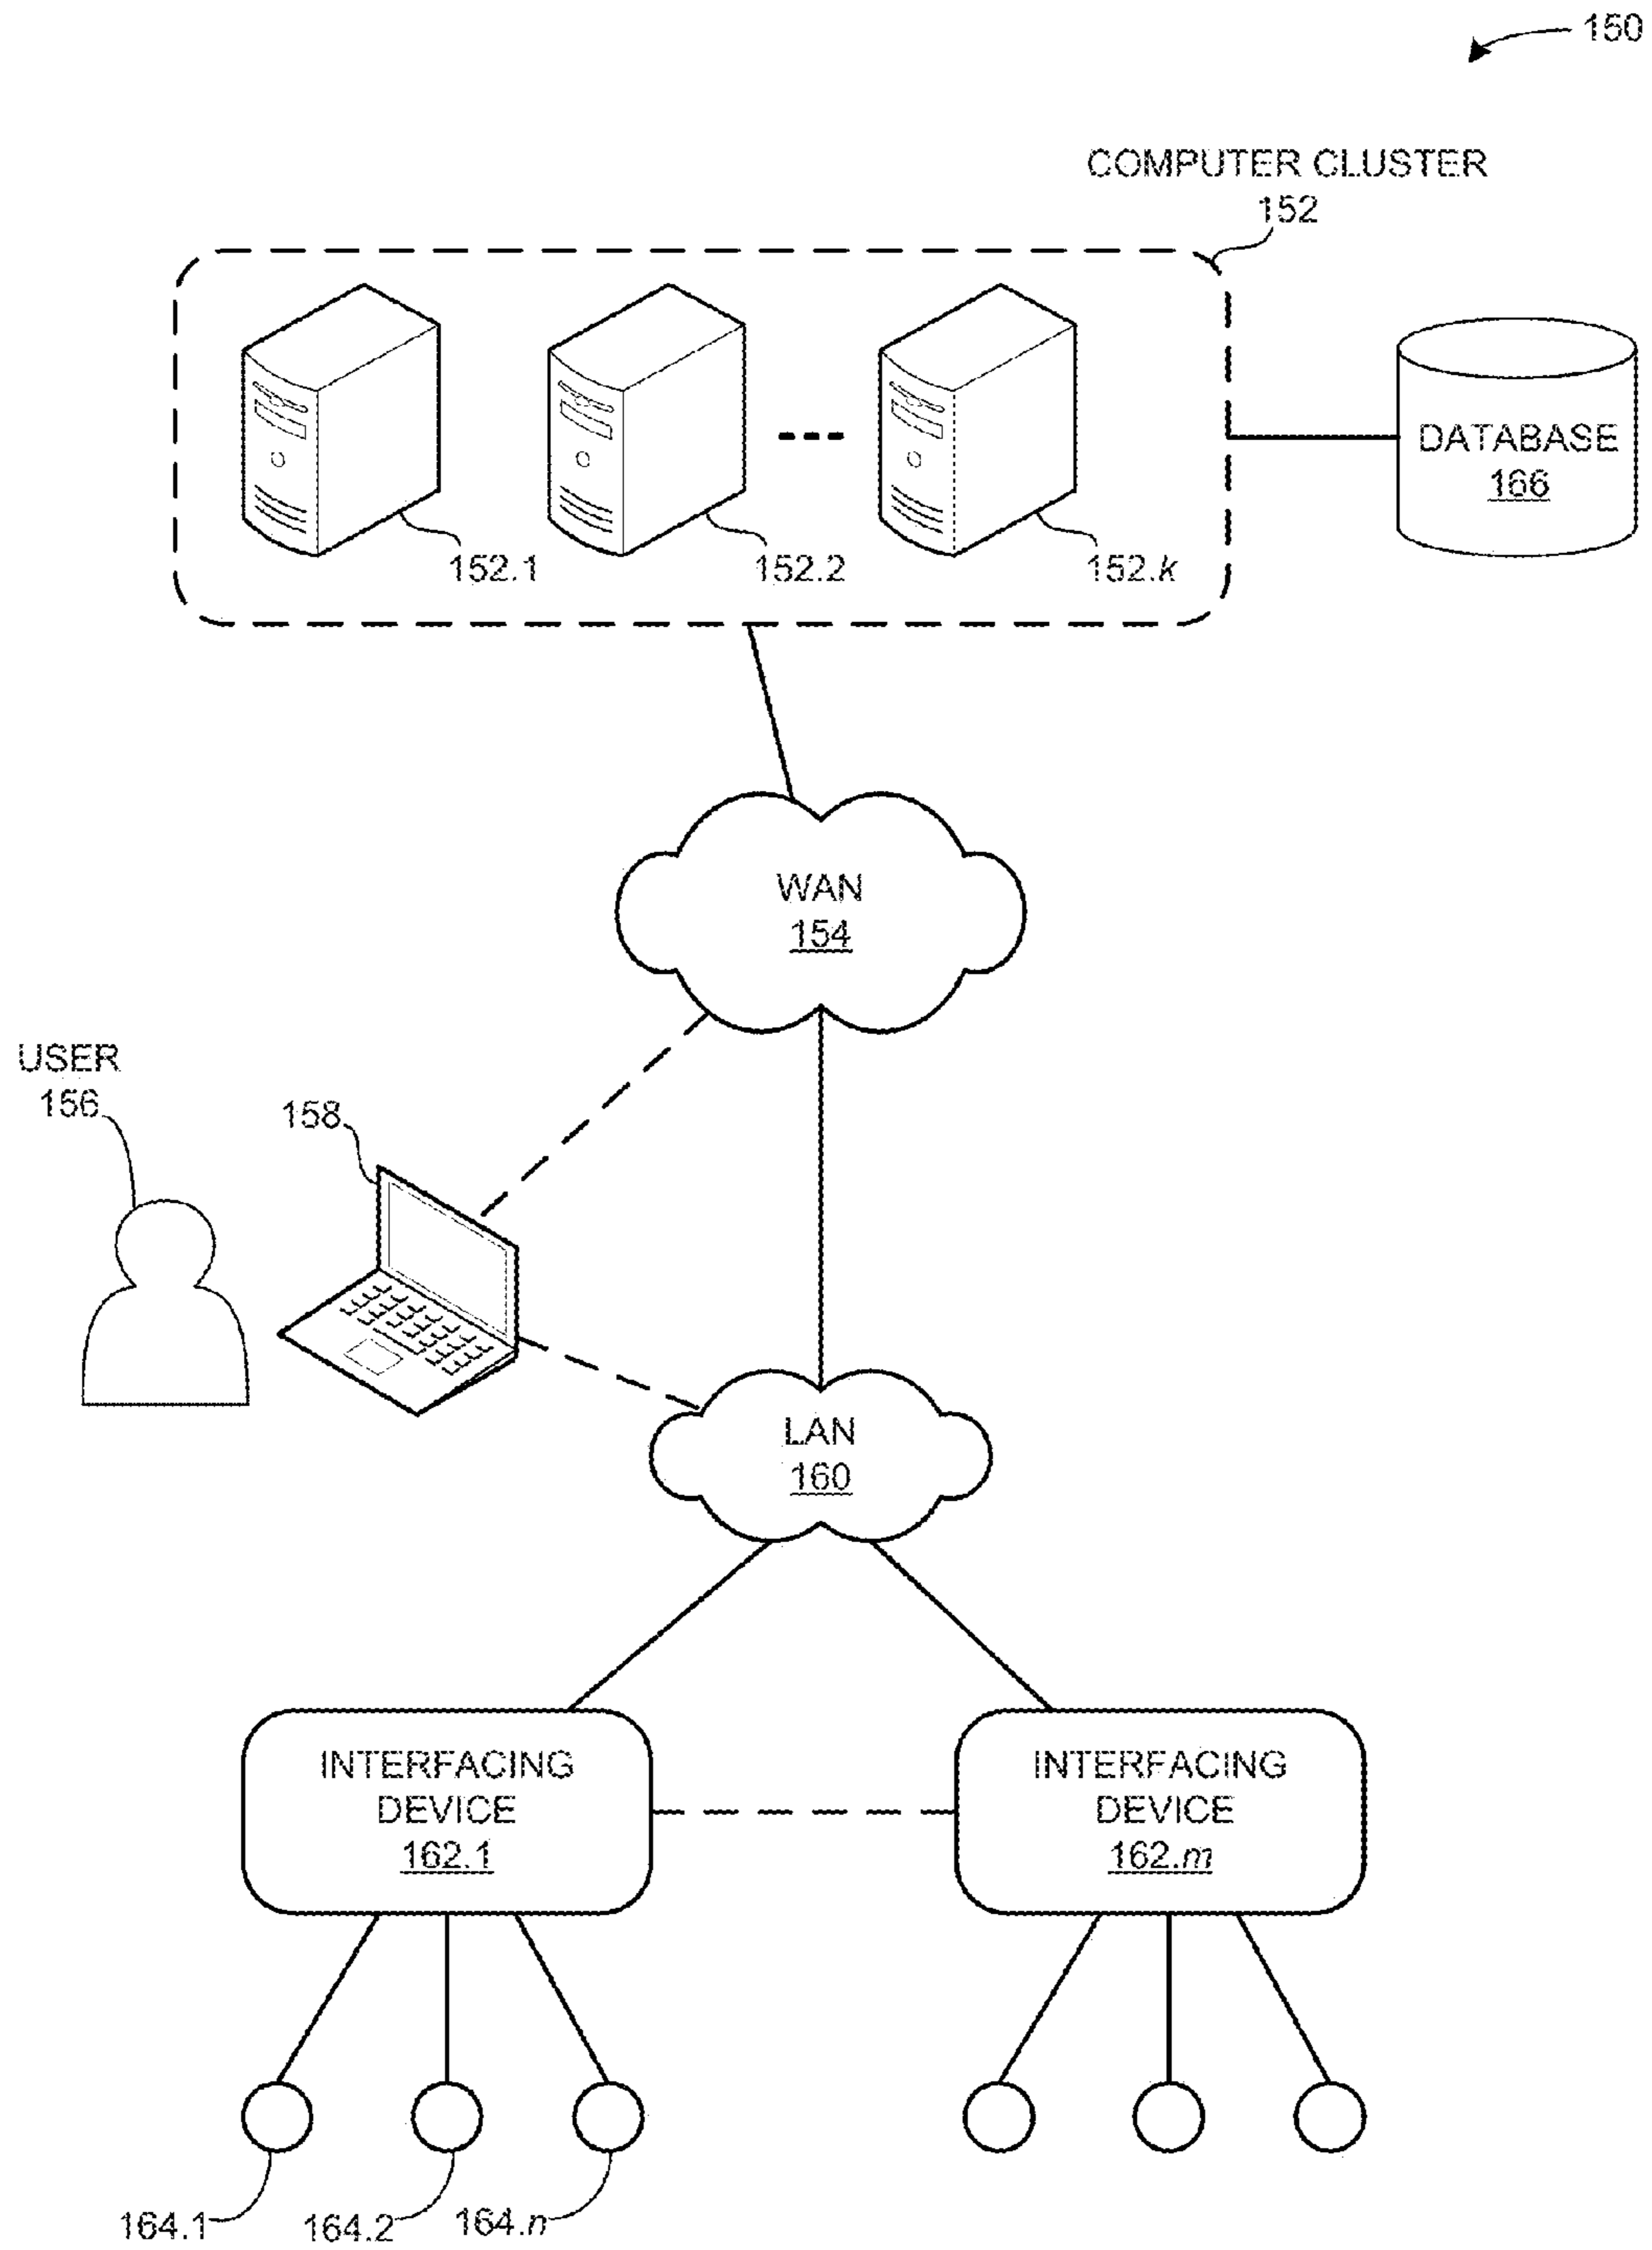 150
COMPUTER CLUSTER
152
DATABASE
166
152.1
152.2
152.k
WAN
154
USER
156
158
LAN
160
INTERFACING
DEVICE
162.1
INTERFACING
DEVICE
162.m
164.1
164.2
164.n